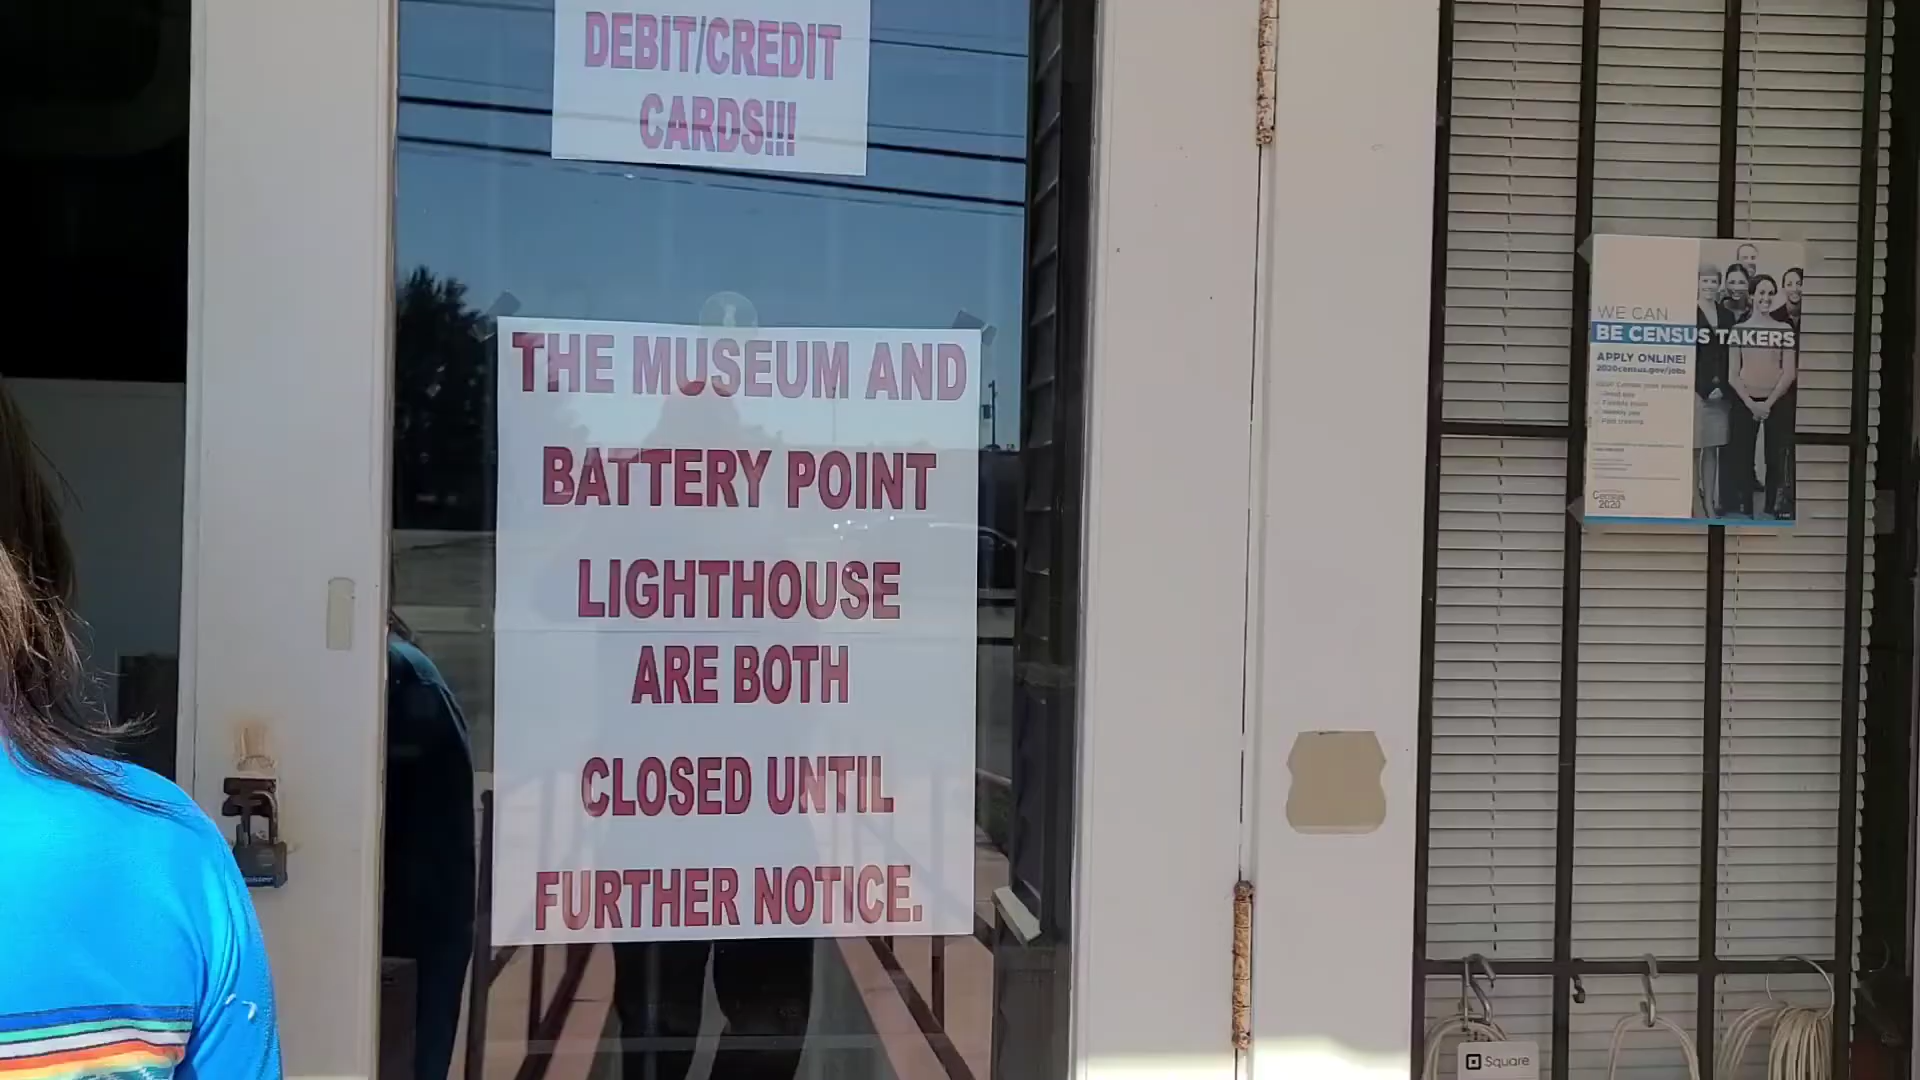 DEBIT/CREDIT
CARDS!!!
THE MUSEUM AND
BATTERY POINT
LIGHTHOUSE
ARE BOTH
CLOSED UNTIL
FURTHER NOTICE.
WE CAN
BE CENSUS TAKERS
APPLY ONLINE!
2020census.gov/jobs
Census
2020
Square